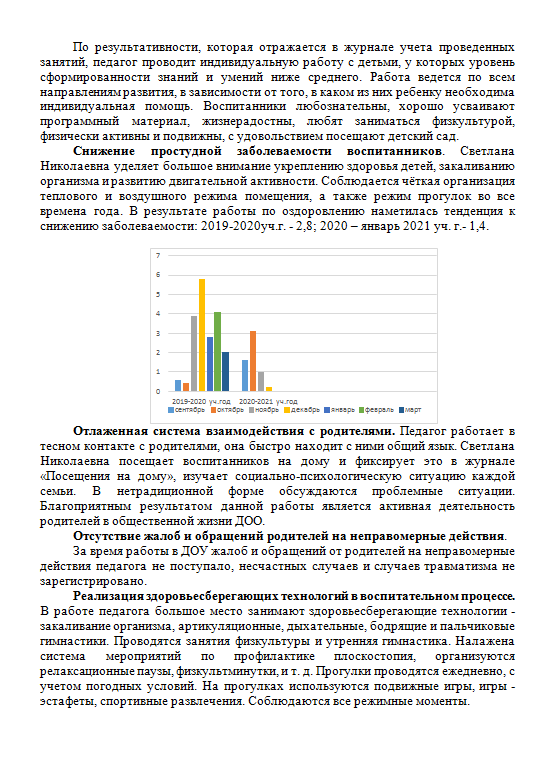 По результативности, которая отражается в журнале учета проведенных
занятий, педагог проводит индивидуальную работу с детьми, у которых уровень
сформированности знаний и умений ниже среднего. Работа ведется по всем
направлениям развития, в зависимости от того, в каком из них ребенку необходима
индивидуальная помощь. Воспитанники любознательны, хорошо усваивают
программный материал, жизнерадостны, любят заниматься физкультурой,
физически активны и подвижны, с удовольствием посещают детский сад.
Снижение простудной заболеваемости воспитанников. Светлана
Николаевна уделяет большое внимание укреплению здоровья детей, закаливанию
организма и развитию двигательной активности. Соблюдается чёткая организация
теплового и воздушного режима помещения, а также режим прогулок во все
времена года. В результате работы по оздоровлению наметилась тенденция к
снижению заболеваемости: 2019-2020уч.г. - 2,8; 2020 – январь 2021 уч. г.- 1,4.
7
6
5
4
3
2
1
0
2019-2020 уч.год 2020-2021 уч.год
сентябрь октябрь ноябрь декабрь январь февраль март
Отлаженная система взаимодействия с родителями. Педагог работает в
тесном контакте с родителями, она быстро находит с ними общий язык. Светлана
Николаевна посещает воспитанников на дому и фиксирует это в журнале
«Посещения на дому», изучает социально-психологическую ситуацию каждой
семьи. В нетрадиционной форме обсуждаются проблемные ситуации.
Благоприятным результатом данной работы является активная деятельность
родителей в общественной жизни ДОО.
Отсутствие жалоб и обращений родителей на неправомерные действия.
За время работы в ДОУ жалоб и обращений от родителей на неправомерные
действия педагога не поступало, несчастных случаев и случаев травматизма не
зарегистрировано.
Реализация здоровьесберегающих технологий в воспитательном процессе.
В работе педагога большое место занимают здоровьесберегающие технологии -
закаливание организма, артикуляционные, дыхательные, бодрящие и пальчиковые
гимнастики. Проводятся занятия физкультуры и утренняя гимнастика. Налажена
система мероприятий по профилактике плоскостопия, организуются
релаксационные паузы, физкультминутки, и т. д. Прогулки проводятся ежедневно, с
учетом погодных условий. На прогулках используются подвижные игры, игры -
эстафеты, спортивные развлечения. Соблюдаются все режимные моменты.